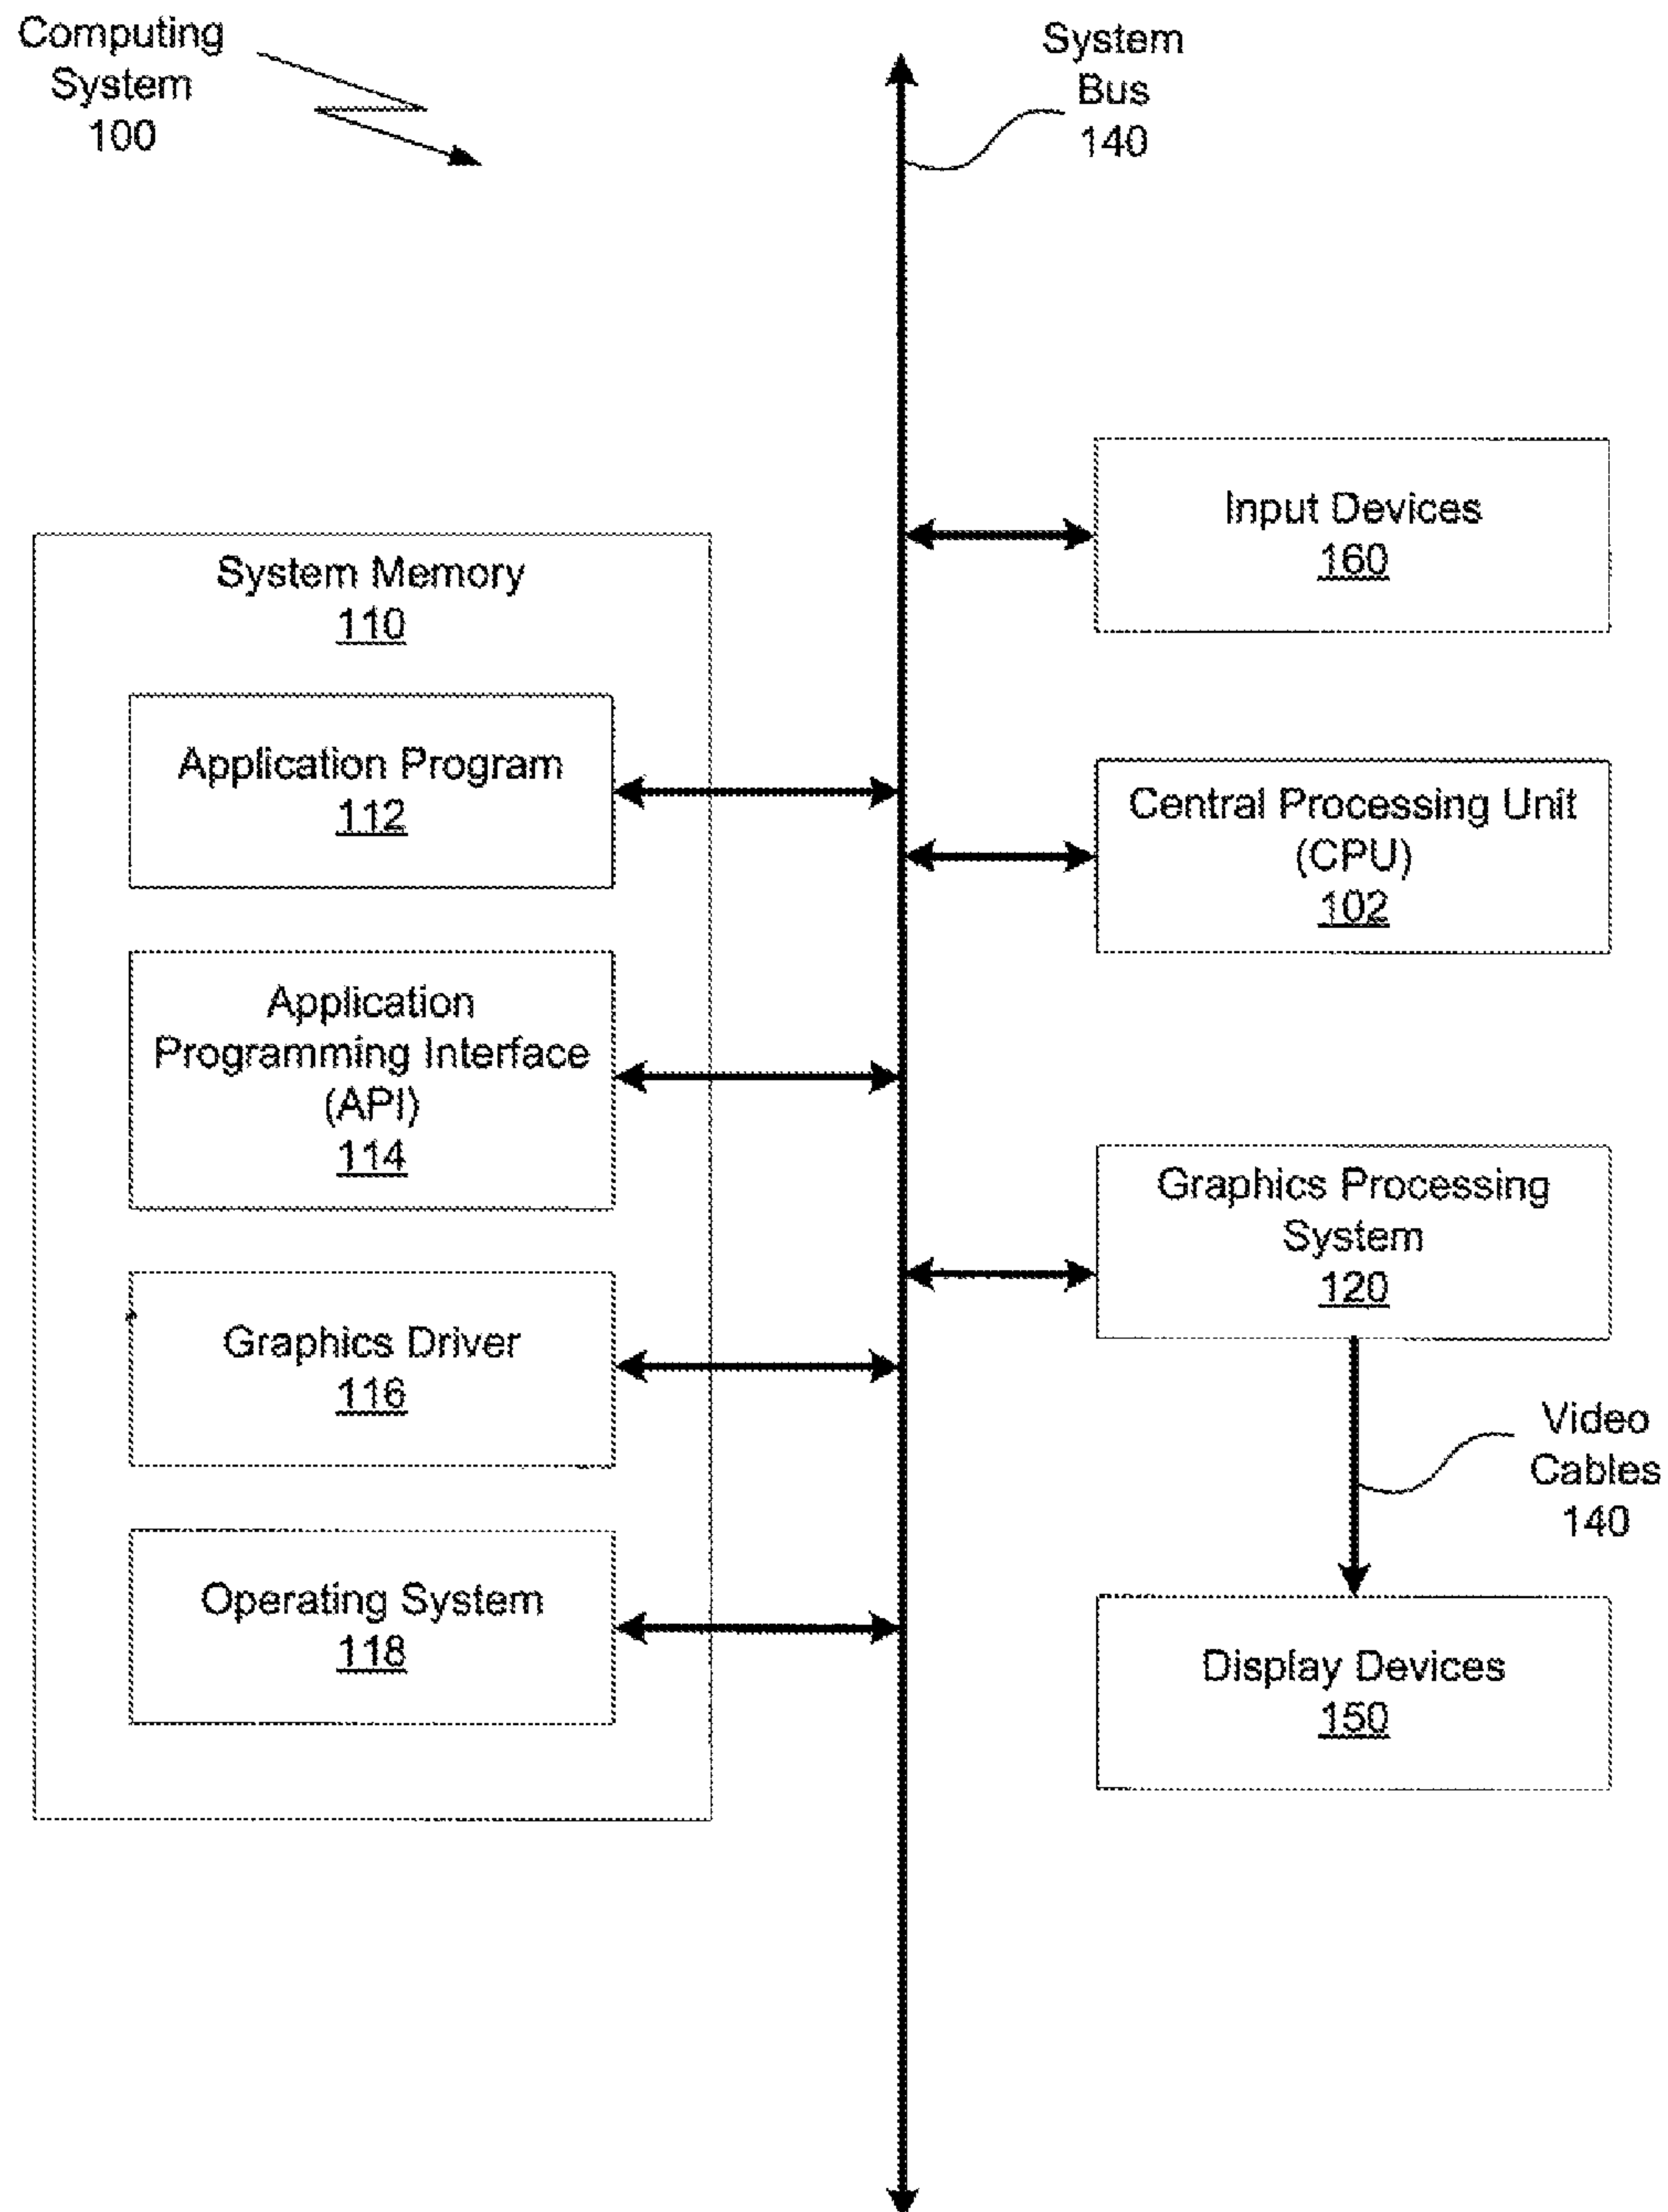 Computing
System
100
System
Bus
140
Input Devices
160
System Memory
110
Application Program
112
Central Processing Unit
(CPU)
102
Application
Programming Interface
(API)
114
Graphics Processing
System
120
Graphics Driver
116
Video
Cables
140
Operating System
118
Display Devices
150